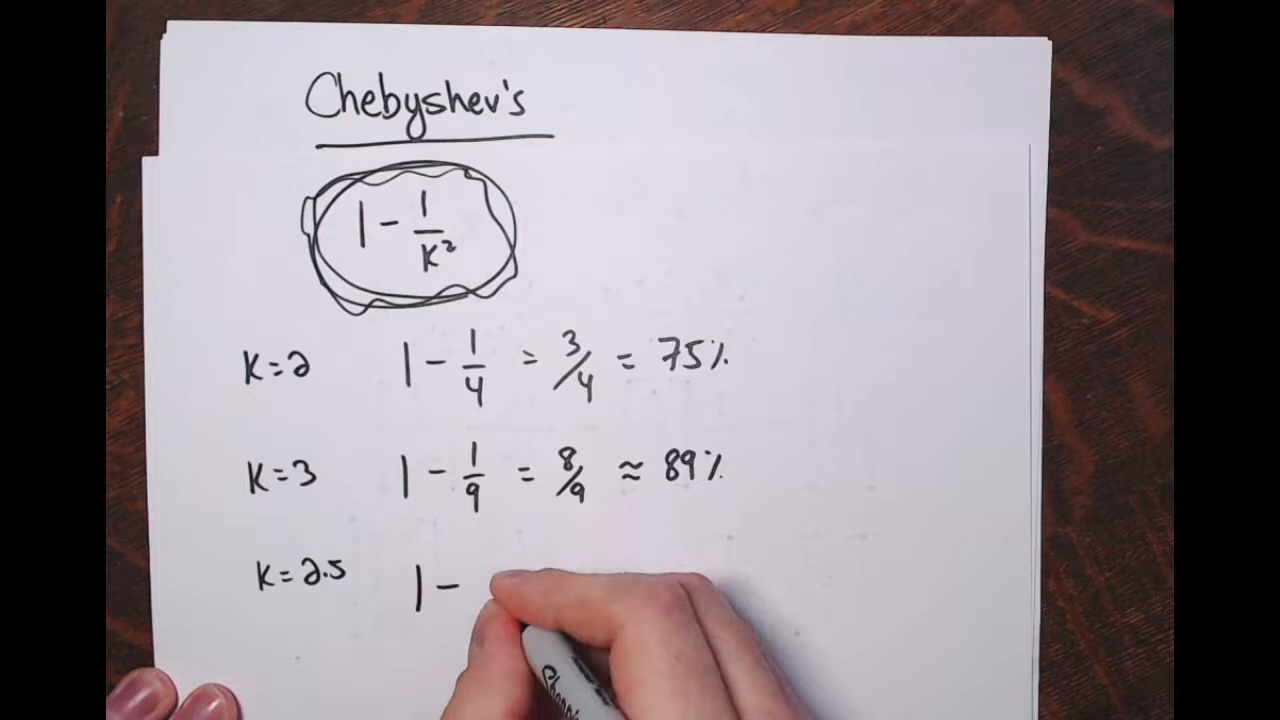 Chebyshev's
1 - 1/K²
K=2 1 - 1/4 = 3/4 = 75%
K=3 1 - 1/9 = 8/9 ≈ 89%
K=2.5 1 -